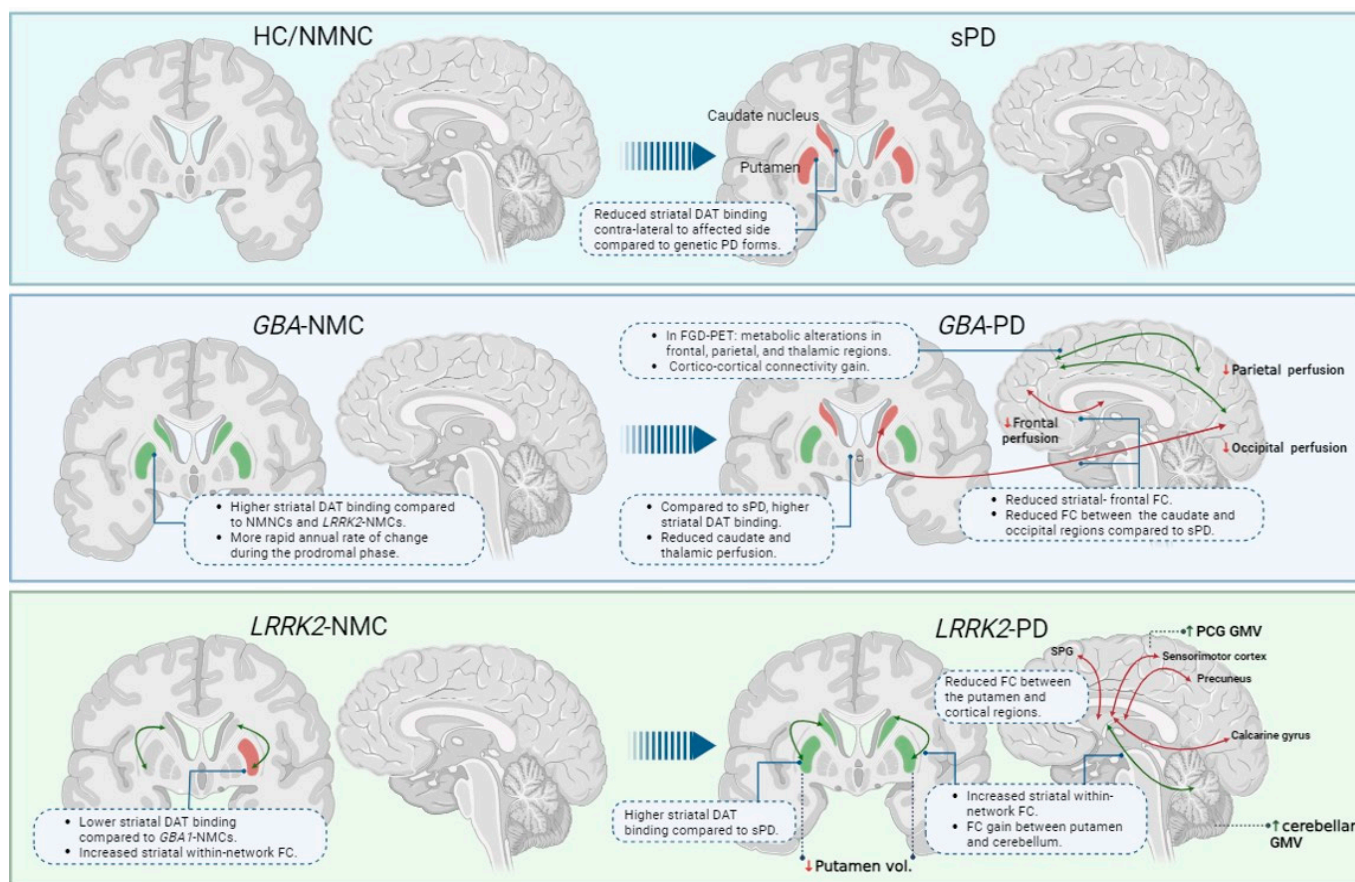 HC/NMNC
sPD
Caudate nucleus
Putamen
Reduced striatal DAT binding
contra-lateral to affected side
compared to genetic PD forms.
GBA-NMC
GBA-PD
• In FGD-PET: metabolic alterations in
frontal, parietal, and thalamic regions.
• Cortico-cortical connectivity gain.
↓Parietal perfusion
↓Frontal
perfusion
↓Occipital perfusion
• Higher striatal DAT binding compared
to NMNCs and LRRK2-NMCs.
• More rapid annual rate of change
during the prodromal phase.
• Compared to sPD, higher
striatal DAT binding.
• Reduced caudate and
thalamic perfusion.
• Reduced striatal- frontal FC.
• Reduced FC between the caudate and
occipital regions compared to sPD.
LRRK2-NMC
LRRK2-PD
↑PCG GMV
SPG
Sensorimotor cortex
Precuneus
Reduced FC between
the putamen and
cortical regions.
Calcarine gyrus
• Lower striatal DAT binding
compared to GBA1-NMCs.
• Increased striatal within-network FC.
Higher striatal DAT
binding compared to sPD.
• Increased striatal within-
network FC.
• FC gain between putamen
and cerebellum.
↑cerebellar
GMV
↓Putamen vol.